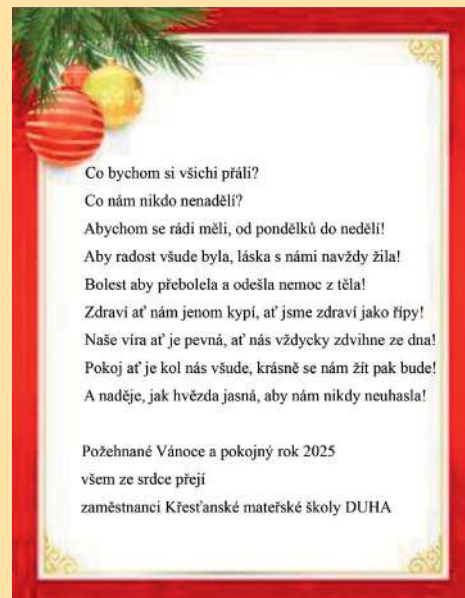 Co bychom si všichi přáli?
Co nám nikdo nenadělí?
Abychom se rádi měli, od pondělků do nedělí!
Aby radost všude byla, láska s námi navždy žila!
Bolest aby přebolela a odešla nemoc z těla!
Zdraví ať nám jenom kypí, ať jsme zdraví jako řípy!
Naše víra ať je pevná, ať nás vždycky zdvihne ze dna!
Pokoj ať je kol nás všude, krásně se nám žít pak bude!
A naděje, jak hvězda jasná, aby nám nikdy neuhasla!
Požehnané Vánoce a pokojný rok 2025
všem ze srdce přejí
zaměstnanci Křesťanské mateřské školy DUHA